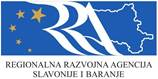 RRA
REGIONALNA RAZVOJNA AGENCIJA
SLAVONIJE I BARANJE